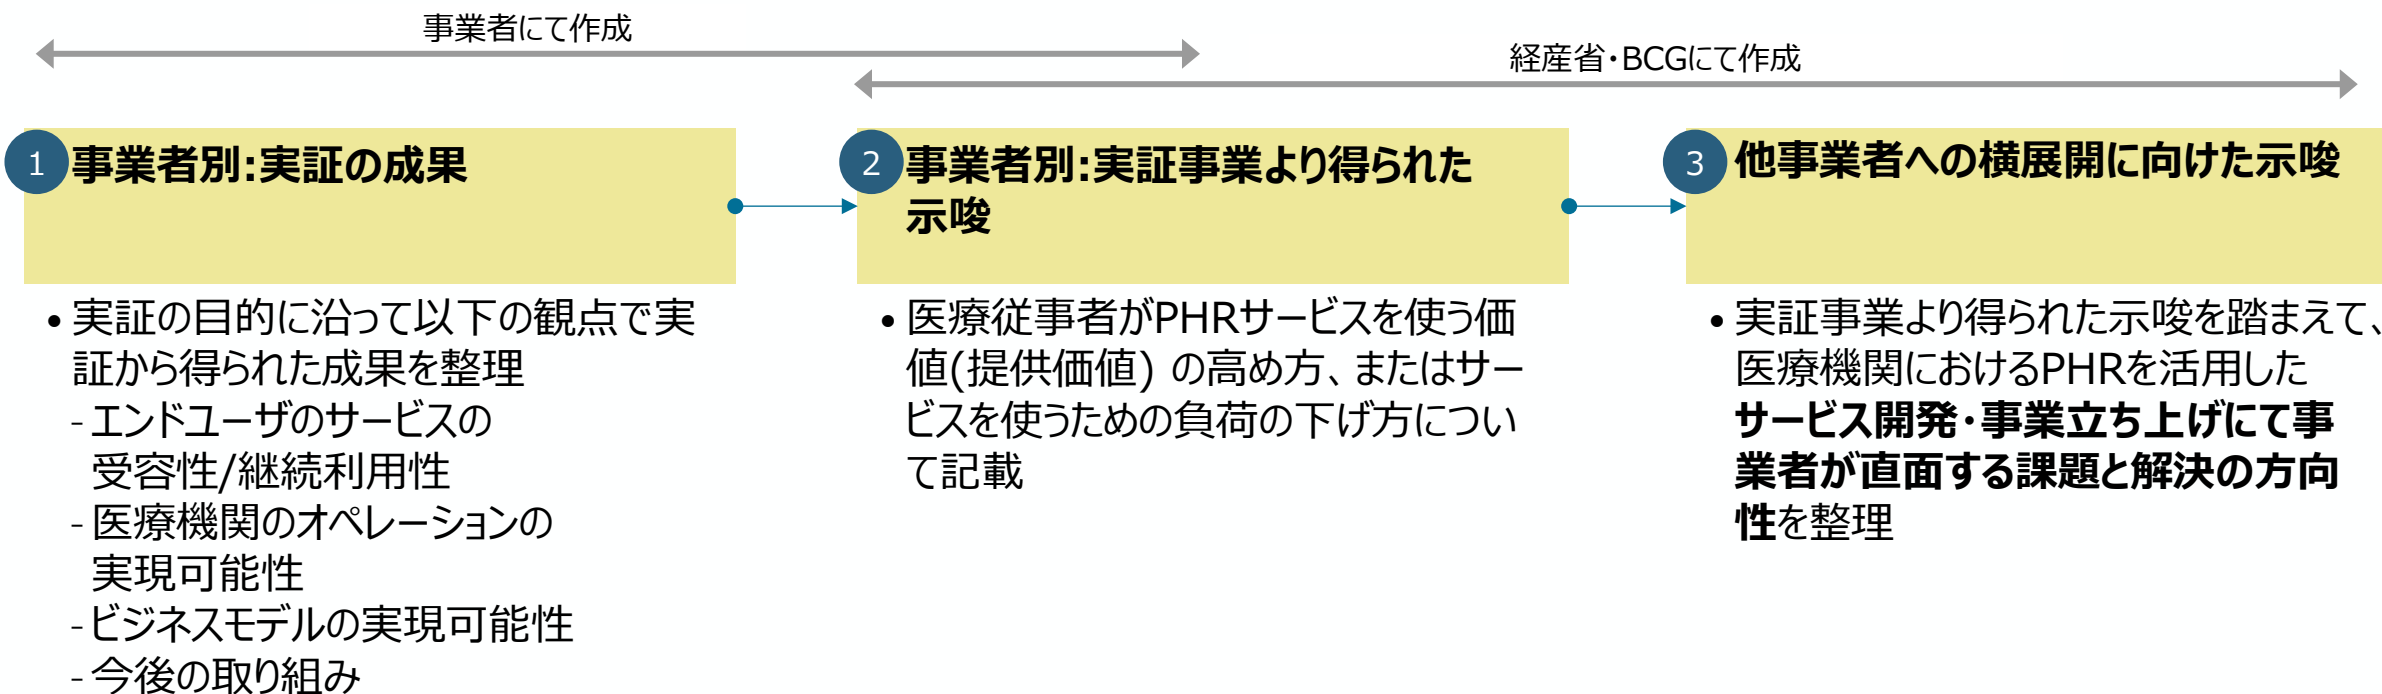 事業者にて作成
経産省・BCGにて作成
1 事業者別:実証の成果
• 実証の目的に沿って以下の観点で実
証から得られた成果を整理
- エンドユーザのサービスの
受容性/継続利用性
- 医療機関のオペレーションの
実現可能性
- ビジネスモデルの実現可能性
- 今後の取り組み
2 事業者別:実証事業より得られた
示唆
• 医療従事者がPHRサービスを使う価
値(提供価値) の高め方、またはサー
ビスを使うための負荷の下げ方につい
て記載
3 他事業者への横展開に向けた示唆
• 実証事業より得られた示唆を踏まえて、
医療機関におけるPHRを活用した
サービス開発・事業立ち上げにて事
業者が直面する課題と解決の方向
性を整理